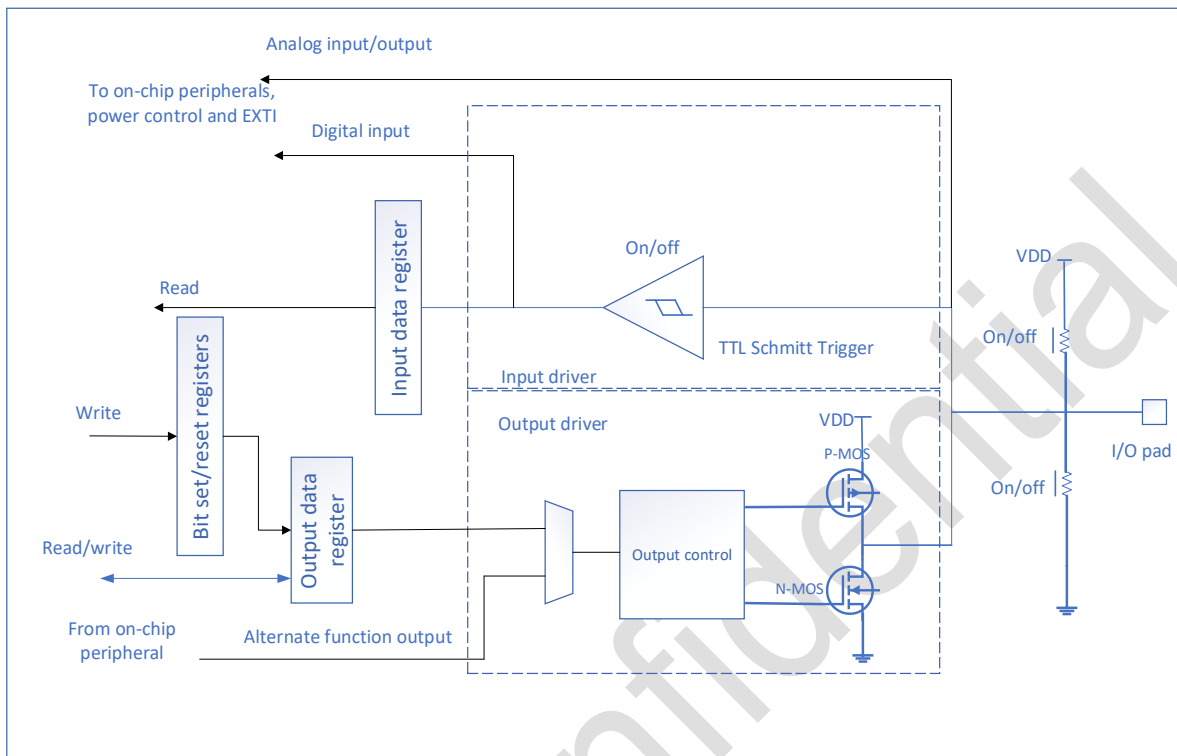 Analog input/output
To on-chip peripherals,
power control and EXTI
Digital input
On/off
Input data register
Read
TTL Schmitt Trigger
Input driver
VDD
On/off
I/O pad
On/off
Bit set/reset registers
Write
Output driver
VDD
P-MOS
Output data
register
Output control
Read/write
N-MOS
From on-chip
peripheral
Alternate function output
nfidential